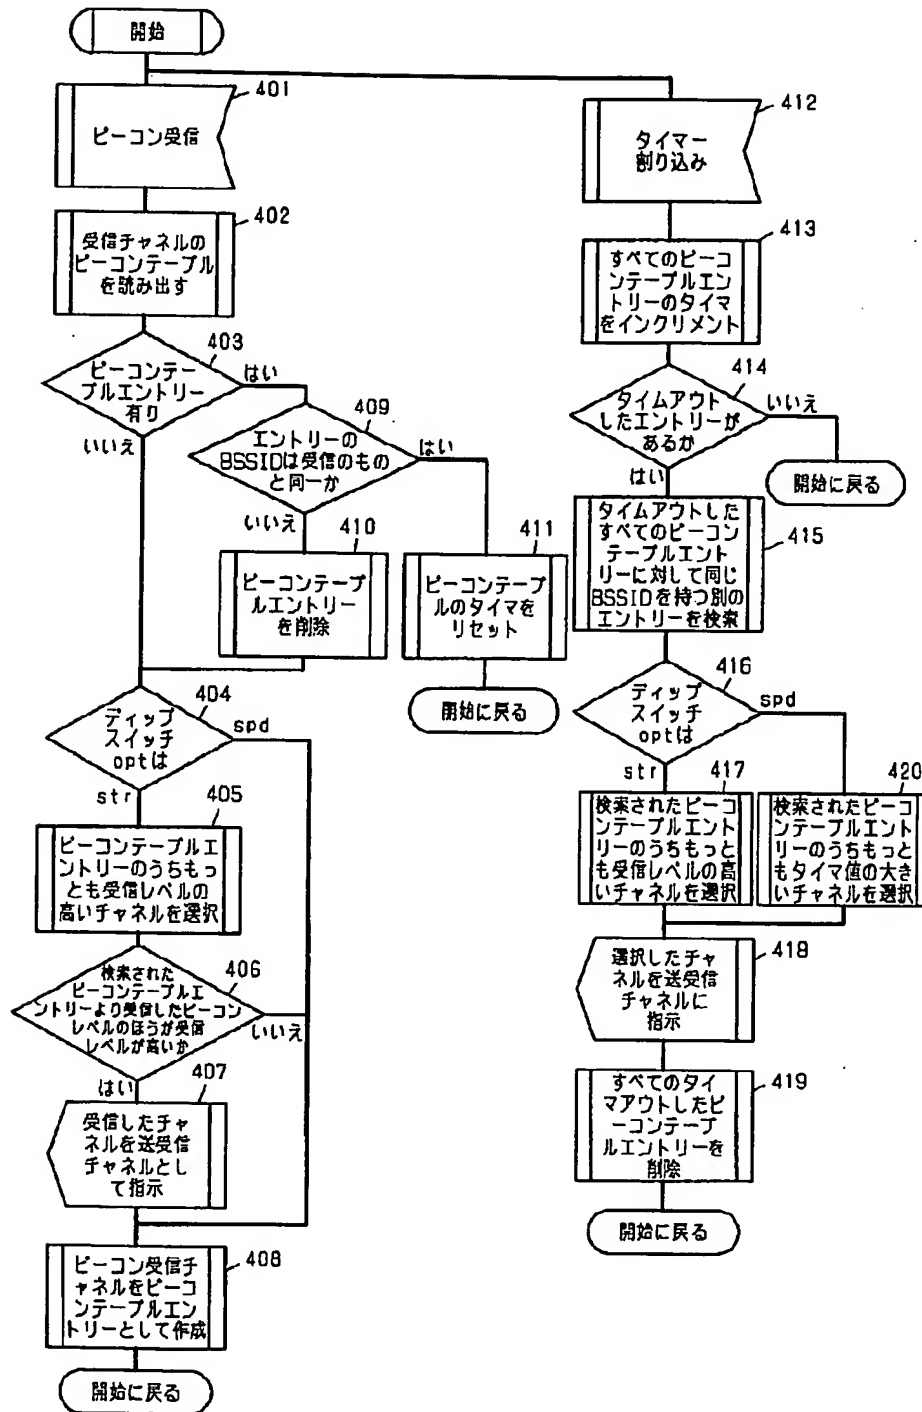 開始
401
ビーコン受信
402
受信チャネルの
ビーコンテーブル
を読み出す
403
ビーコンテー
ブルエントリー
有り
はい
いいえ
409
エントリーの
BSSIDは受信のもの
と同一か
はい
いいえ
410
ビーコンテーブ
ルエントリー
を削除
411
ビーコンテーブ
ルのタイマを
リセット
開始に戻る
404
ディップ
スイッチ
optは
spd
str
405
ビーコンテーブルエ
ントリーのうちもっ
とも受信レベルの
高いチャネルを選択
406
検索された
ビーコンテーブルエ
ントリーより受信したビーコン
レベルのほうが受信
レベルが高いか
いいえ
はい
407
受信したチャ
ネルを送受信
チャネルとし
て指示
408
ビーコン受信チ
ャネルをビーコ
ンテーブルエン
トリーとして作成
開始に戻る
412
タイマー
割り込み
413
すべてのビーコ
ンテーブルエン
トリーのタイマ
をインクリメント
414
タイムアウト
したエントリーが
あるか
いいえ
はい
開始に戻る
415
タイムアウトした
すべてのビーコン
テーブルエント
リーに対して同じ
BSSIDを持つ別の
エントリーを検索
416
ディップ
スイッチ
optは
spd
str
417
検索されたビーコ
ンテーブルエント
リーのうちもっと
も受信レベルの高
いチャネルを選択
420
検索されたビーコ
ンテーブルエント
リーのうちもっと
もタイマ値の大き
いチャネルを選択
418
選択したチャ
ネルを送受信
チャネルに
指示
419
すべてのタイ
マアウトしたビ
ーコンテーブ
ルエントリーを
削除
開始に戻る